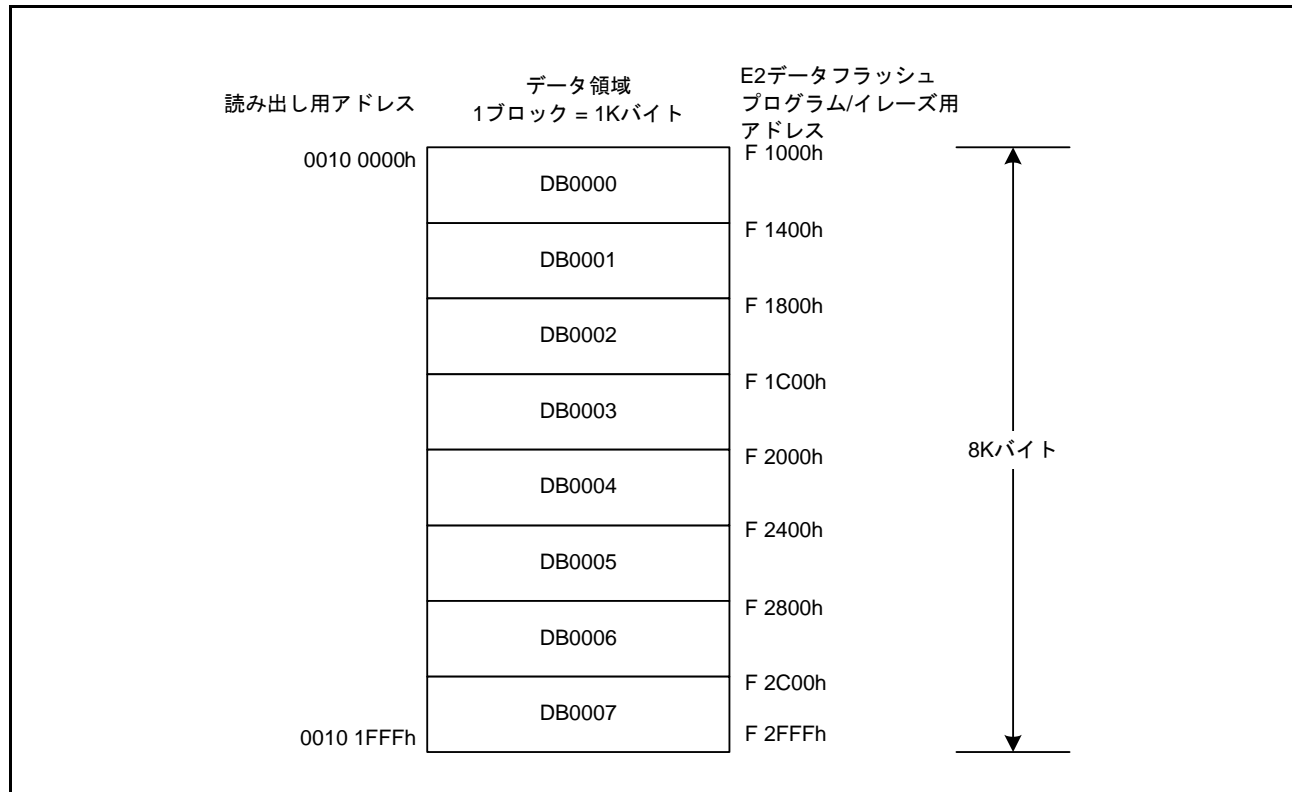 読み出し用アドレス
データ領域
1ブロック = 1Kバイト
E2データフラッシュ
プログラム/イレーズ用
アドレス
0010 0000h
DB0000
F 1000h
DB0001
F 1400h
DB0002
F 1800h
DB0003
F 1C00h
DB0004
F 2000h
8Kバイト
DB0005
F 2400h
DB0006
F 2800h
DB0007
F 2C00h
0010 1FFFh
F 2FFFh